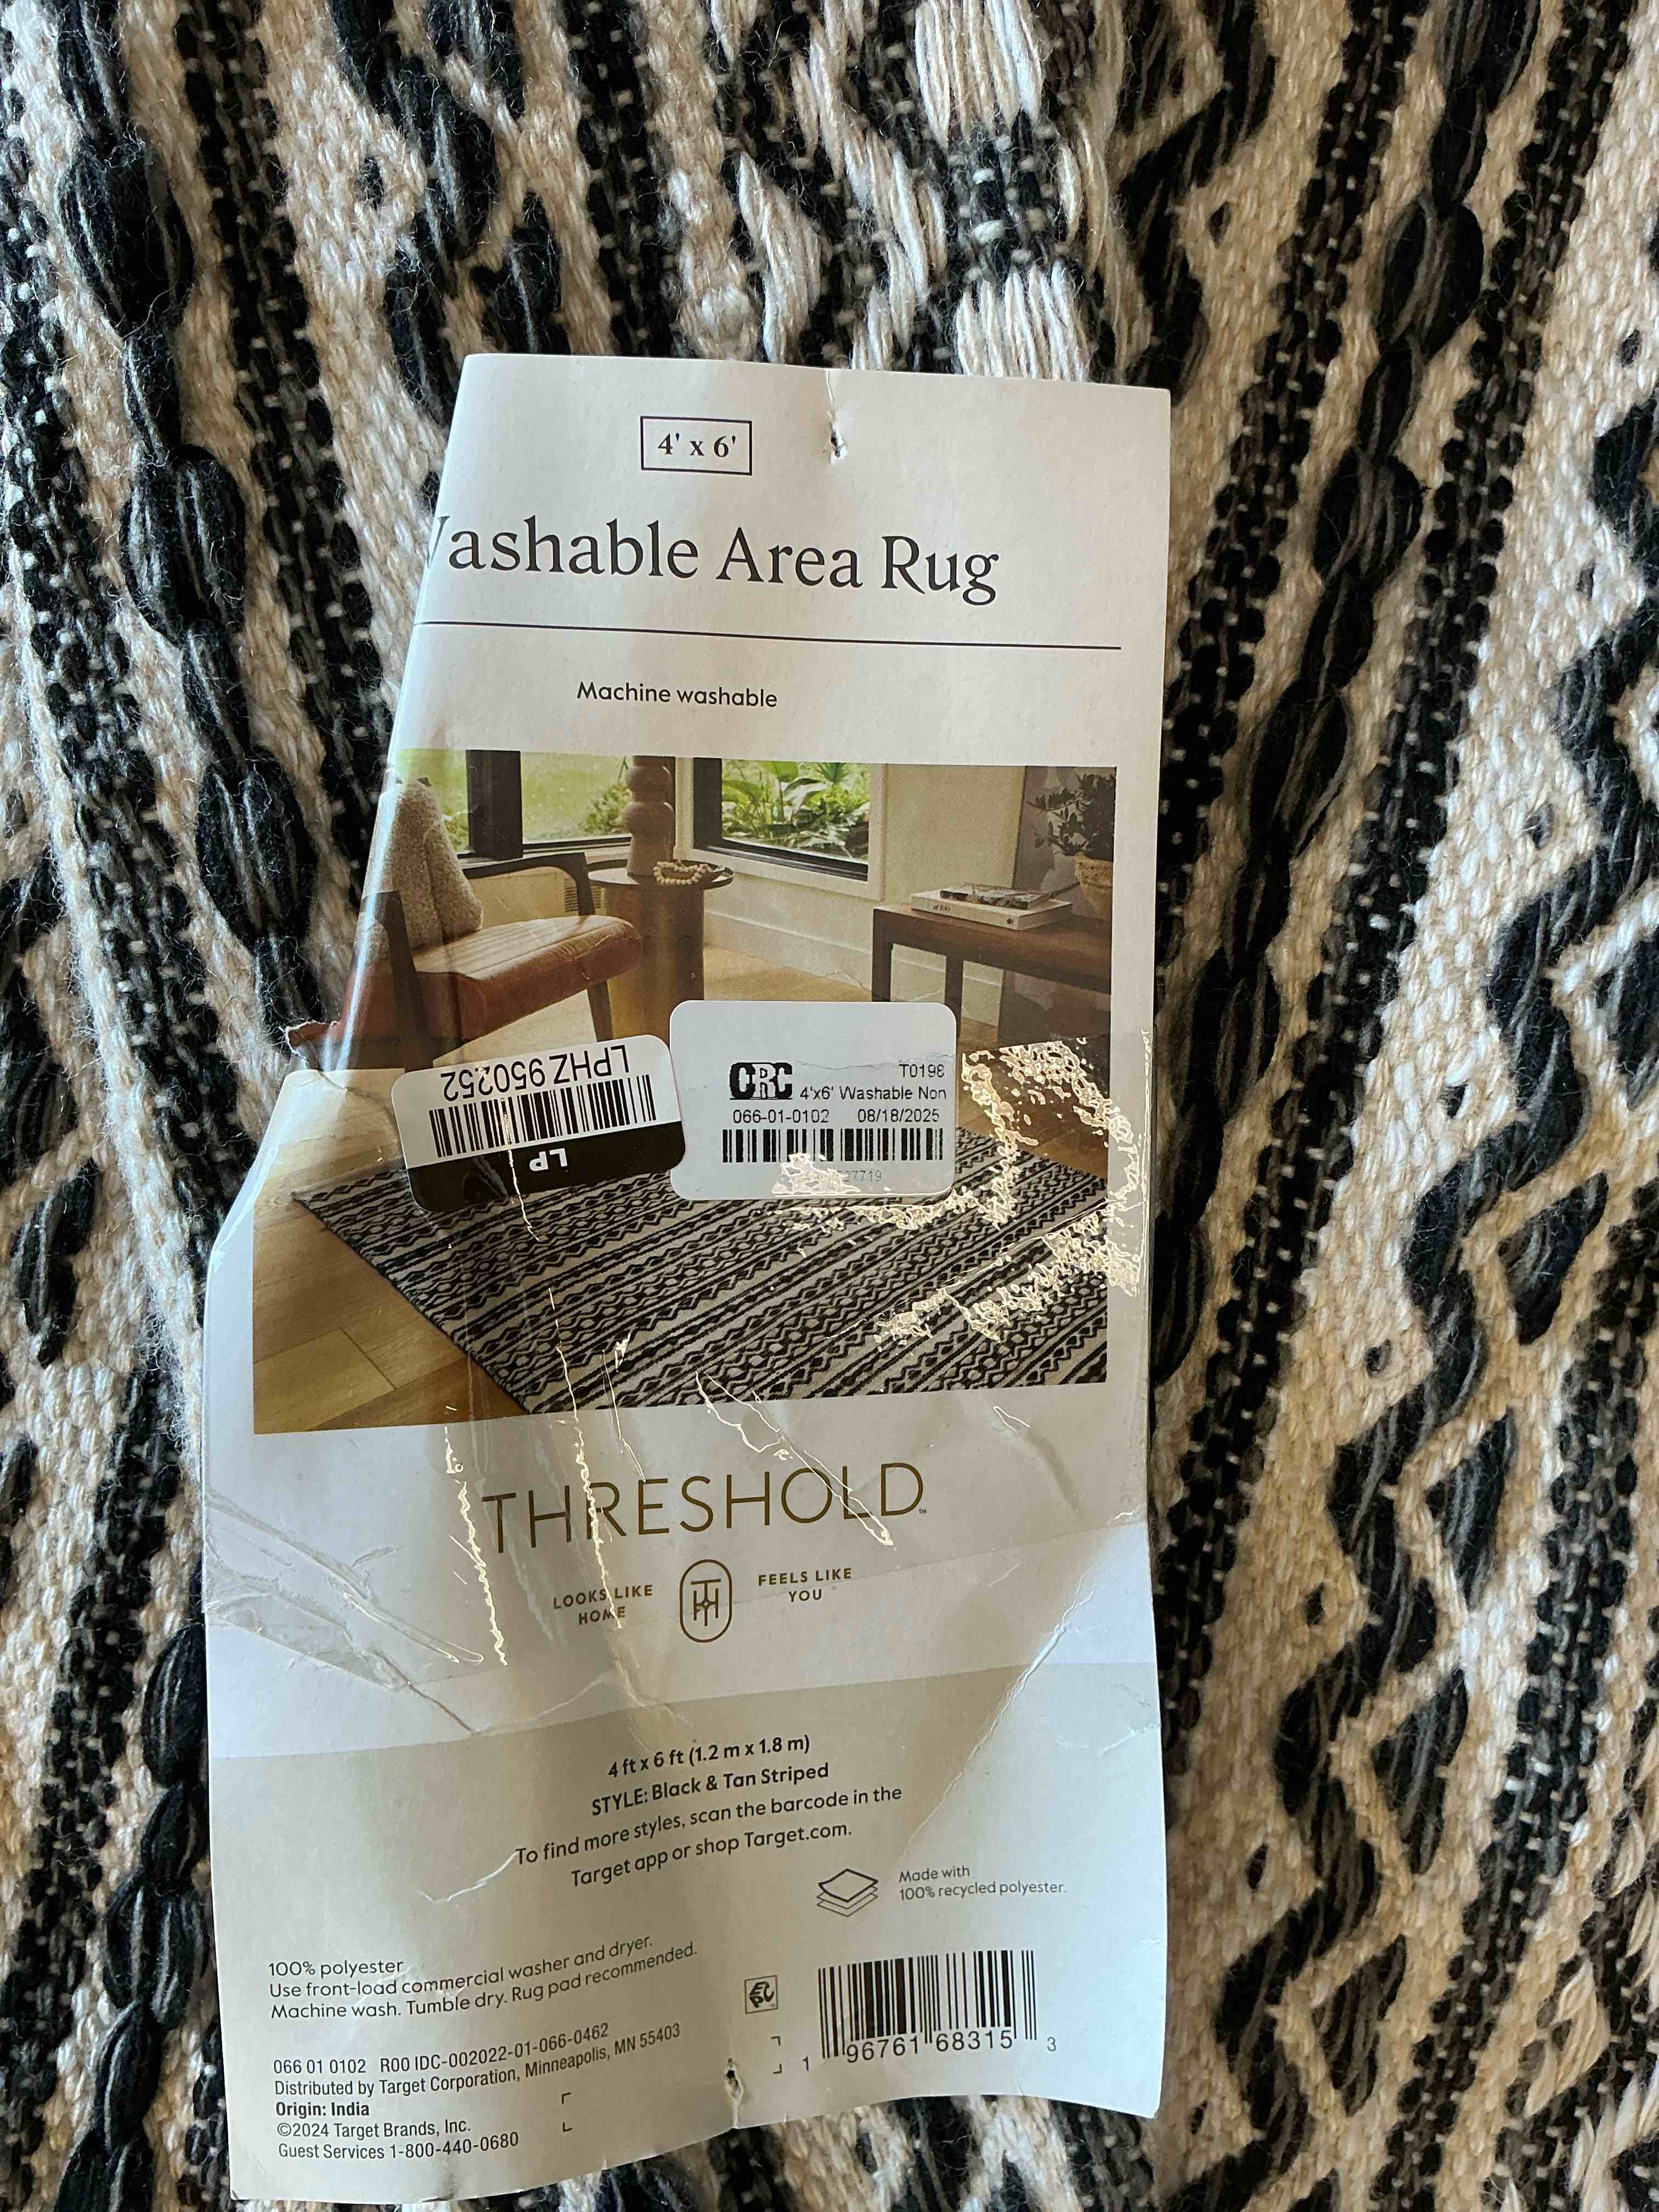 4' x 6'
Washable Area Rug
Machine washable
LPHZ 950252
LP
CRC
T0198
4'x6' Washable Non
066-01-0102 08/18/2025
27719
THRESHOLD™
LOOKS LIKE HOME
FEELS LIKE YOU
4 ft x 6 ft (1.2 m x 1.8 m)
STYLE: Black & Tan Striped
To find more styles, scan the barcode in the
Target app or shop Target.com.
Made with
100% recycled polyester.
100% polyester
Use front-load commercial washer and dryer.
Machine wash. Tumble dry. Rug pad recommended.
066 01 0102 R00 IDC-002022-01-066-0462
Distributed by Target Corporation, Minneapolis, MN 55403
Origin: India
©2024 Target Brands, Inc.
Guest Services 1-800-440-0680
1 96761 68315 3